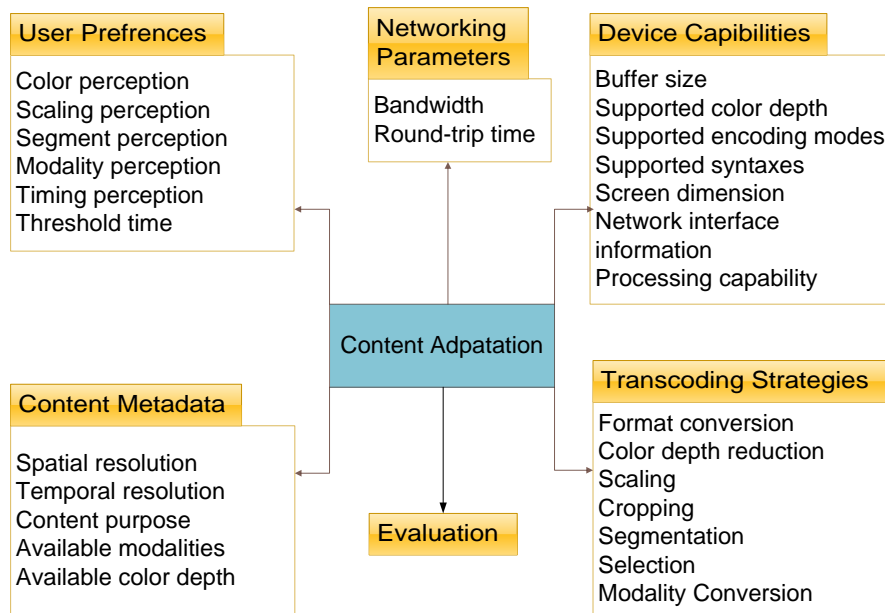 User Prefrences
Color perception
Scaling perception
Segment perception
Modality perception
Timing perception
Threshold time
Networking
Parameters
Bandwidth
Round-trip time
Device Capibilities
Buffer size
Supported color depth
Supported encoding modes
Supported syntaxes
Screen dimension
Network interface
information
Processing capability
Content Adpatation
Content Metadata
Spatial resolution
Temporal resolution
Content purpose
Available modalities
Available color depth
Evaluation
Transcoding Strategies
Format conversion
Color depth reduction
Scaling
Cropping
Segmentation
Selection
Modality Conversion